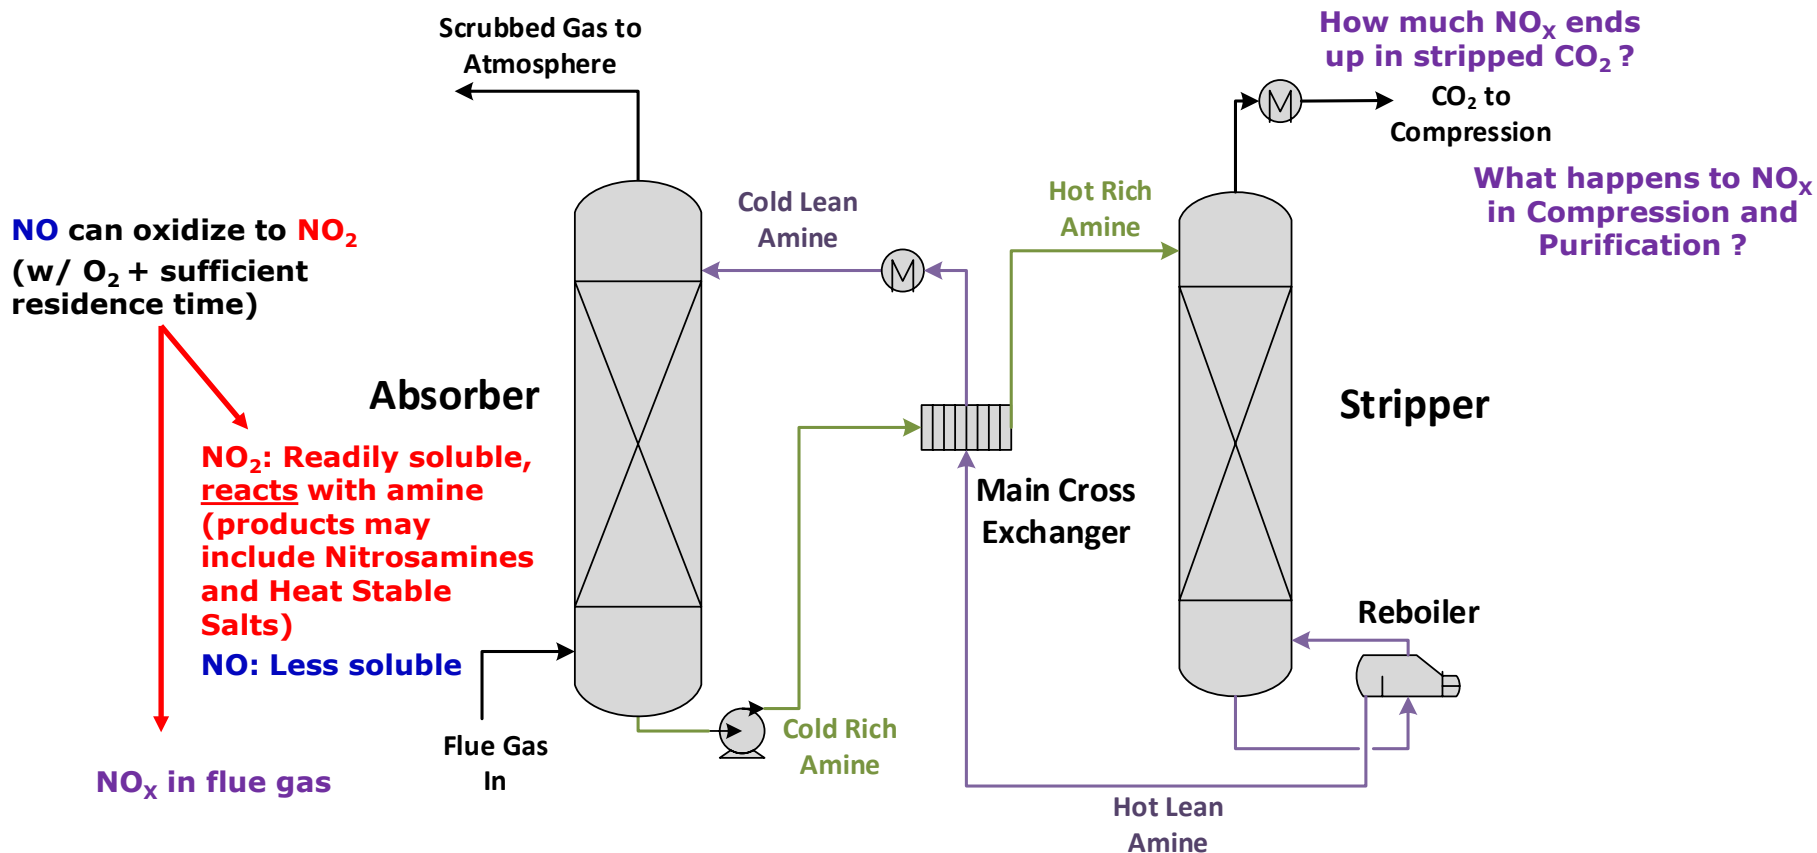 Scrubbed Gas to
Atmosphere
How much NOX ends
up in stripped CO2 ?
CO2 to
Compression
What happens to NOX
in Compression and
Purification ?
Cold Lean
Amine
Hot Rich
Amine
NO can oxidize to NO2
(w/ O2 + sufficient
residence time)
Absorber
Stripper
NO2: Readily soluble,
reacts with amine
(products may
include Nitrosamines
and Heat Stable
Salts)
NO: Less soluble
Main Cross
Exchanger
Reboiler
Flue Gas
In
Cold Rich
Amine
NOX in flue gas
Hot Lean
Amine